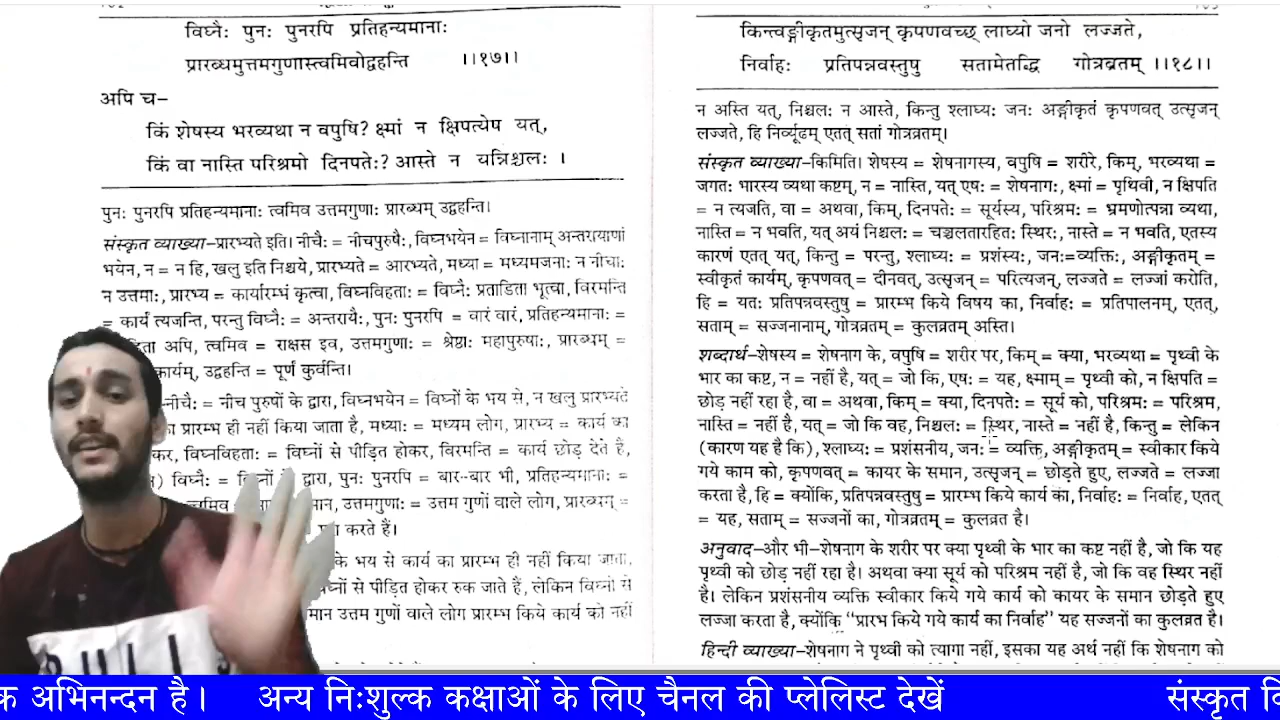 विघ्नैः पुनः पुनरपि प्रतिहन्यमानाः
प्रारब्धमुत्तमगुणास्त्वमिवोद्वहन्ति ।।१७।।
अपि च–
किं शेषस्य भरव्यथा न वपुषि? क्ष्मां न क्षिपत्येष यत्,
किं वा नास्ति परिश्रमो दिनपतेः? आस्ते न यन्निश्चलः ।
पुनः पुनरपि प्रतिहन्यमानाः त्वमिव उत्तमगुणाः प्रारब्धम् उद्वहन्ति।
संस्कृत व्याख्या–प्रारभ्यते इति। नीचैः = नीचपुरुषैः, विघ्नभयेन = विघ्नानाम् अन्तरायाणां
भयेन, न = न हि, खलु इति निश्चये, प्रारभ्यते = आरभ्यते, मध्या = मध्यमजनाः न नीचाः
न उत्तमाः, प्रारभ्य = कार्यारम्भं कृत्वा, विघ्नविहताः = विघ्नैः प्रताडिता भूत्वा, विरमन्ति
= कार्यं त्यजन्ति, परन्तु विघ्नैः = अन्तरायैः, पुनः पुनरपि = वारं वारं, प्रतिहन्यमानाः =
अपि, त्वमिव = राक्षस इव, उत्तमगुणाः = श्रेष्ठाः महापुरुषाः, प्रारब्धम् =
कार्यम्, उद्वहन्ति = पूर्णं कुर्वन्ति।
नीचैः = नीच पुरुषों के द्वारा, विघ्नभयेन = विघ्नों के भय से, न खलु प्रारभ्यते
का प्रारम्भ ही नहीं किया जाता है, मध्याः = मध्यम लोग, प्रारभ्य = कार्य का
कर, विघ्नविहताः = विघ्नों से पीड़ित होकर, विरमन्ति = कार्य छोड़ देते हैं,
विघ्नैः = विघ्नों के द्वारा, पुनः पुनरपि = बार-बार भी, प्रतिहन्यमानाः =
उत्तमगुणाः = उत्तम गुणों वाले लोग, प्रारब्धम् =
करते हैं।
के भय से कार्य का प्रारम्भ ही नहीं किया जाता,
से पीड़ित होकर रुक जाते हैं, लेकिन विघ्नों से
उत्तम गुणों वाले लोग प्रारम्भ किये कार्य को नहीं
किन्त्वङ्गीकृतमुत्सृजन् कृपणवच्छ् लाघ्यो जनो लज्जते,
निर्वाहः प्रतिपन्नवस्तुषु सतामेतद्धि गोत्रव्रतम् ।।१८।।
न अस्ति यत्, निश्चलः न आस्ते, किन्तु श्लाघ्यः जनः अङ्गीकृतं कृपणवत् उत्सृजन्
लज्जते, हि निर्व्यूढम् एतत् सतां गोत्रव्रतम्।
संस्कृत व्याख्या–किमिति। शेषस्य = शेषनागस्य, वपुषि = शरीरे, किम्, भरव्यथा =
जगतः भारस्य व्यथा कष्टम्, न = नास्ति, यत् एषः = शेषनागः, क्ष्मां = पृथिवी, न क्षिपति
= न त्यजति, वा = अथवा, किम्, दिनपतेः = सूर्यस्य, परिश्रमः = भ्रमणोत्पन्ना व्यथा,
नास्ति = न भवति, यत् अयं निश्चलः = चञ्चलतारहितः स्थिरः, नास्ते = न भवति, एतस्य
कारणं एतत् यत्, किन्तु = परन्तु, श्लाघ्यः = प्रशंस्यः, जनः=व्यक्तिः, अङ्गीकृतम् =
स्वीकृतं कार्यम्, कृपणवत् = दीनवत्, उत्सृजन् = परित्यजन्, लज्जते = लज्जां करोति,
हि = यतः प्रतिपन्नवस्तुषु = प्रारम्भ किये विषय का, निर्वाहः = प्रतिपालनम्, एतत्,
सताम् = सज्जनानाम्, गोत्रव्रतम् = कुलव्रतम् अस्ति।
शब्दार्थ–शेषस्य = शेषनाग के, वपुषि = शरीर पर, किम् = क्या, भरव्यथा = पृथ्वी के
भार का कष्ट, न = नहीं है, यत् = जो कि, एषः = यह, क्ष्माम् = पृथ्वी को, न क्षिपति =
छोड़ नहीं रहा है, वा = अथवा, किम् = क्या, दिनपतेः = सूर्य को, परिश्रमः = परिश्रम,
नास्ति = नहीं है, यत् = जो कि वह, निश्चलः = स्थिर, नास्ते = नहीं है, किन्तु = लेकिन
(कारण यह है कि), श्लाघ्यः = प्रशंसनीय, जनः = व्यक्ति, अङ्गीकृतम् = स्वीकार किये
गये काम को, कृपणवत् = कायर के समान, उत्सृजन् = छोड़ते हुए, लज्जते = लज्जा
करता है, हि = क्योंकि, प्रतिपन्नवस्तुषु = प्रारम्भ किये कार्य का, निर्वाहः = निर्वाह, एतत्
= यह, सताम् = सज्जनों का, गोत्रव्रतम् = कुलव्रत है।
अनुवाद–और भी–शेषनाग के शरीर पर क्या पृथ्वी के भार का कष्ट नहीं है, जो कि यह
पृथ्वी को छोड़ नहीं रहा है। अथवा क्या सूर्य को परिश्रम नहीं है, जो कि वह स्थिर नहीं
है। लेकिन प्रशंसनीय व्यक्ति स्वीकार किये गये कार्य को कायर के समान छोड़ते हुए
लज्जा करता है, क्योंकि "प्रारभ किये गये कार्य का निर्वाह" यह सज्जनों का कुलव्रत है।
हिन्दी व्याख्या–शेषनाग ने पृथ्वी को त्यागा नहीं, इसका यह अर्थ नहीं कि शेषनाग को
क अभिनन्दन है। अन्य निःशुल्क कक्षाओं के लिए चैनल की प्लेलिस्ट देखें संस्कृत